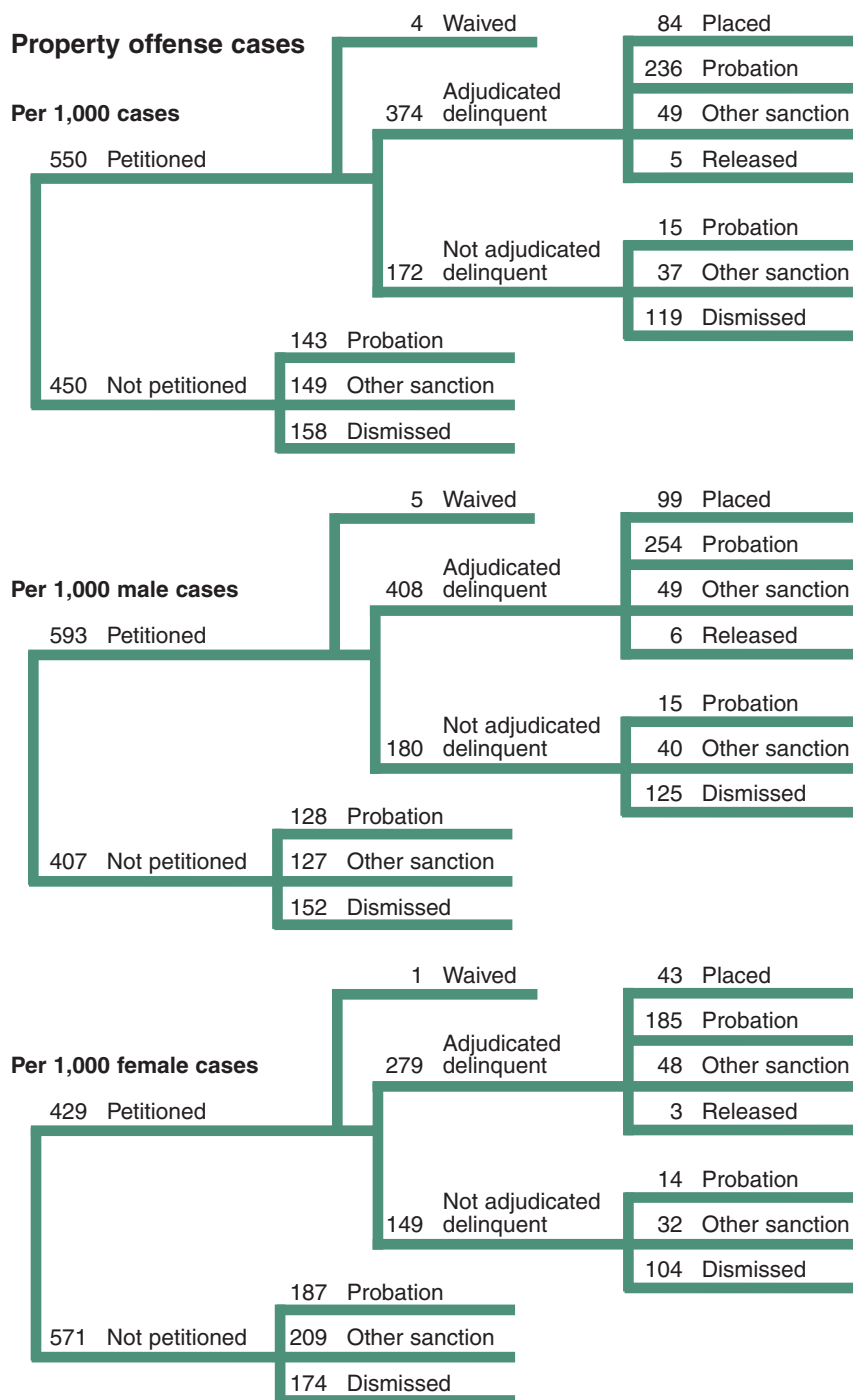 Property offense cases
Per 1,000 cases
550 Petitioned
4 Waived
374 Adjudicated
delinquent
84 Placed
236 Probation
49 Other sanction
5 Released
172 Not adjudicated
delinquent
15 Probation
37 Other sanction
119 Dismissed
450 Not petitioned
143 Probation
149 Other sanction
158 Dismissed
Per 1,000 male cases
593 Petitioned
5 Waived
408 Adjudicated
delinquent
99 Placed
254 Probation
49 Other sanction
6 Released
180 Not adjudicated
delinquent
15 Probation
40 Other sanction
125 Dismissed
407 Not petitioned
128 Probation
127 Other sanction
152 Dismissed
Per 1,000 female cases
429 Petitioned
1 Waived
279 Adjudicated
delinquent
43 Placed
185 Probation
48 Other sanction
3 Released
149 Not adjudicated
delinquent
14 Probation
32 Other sanction
104 Dismissed
571 Not petitioned
187 Probation
209 Other sanction
174 Dismissed